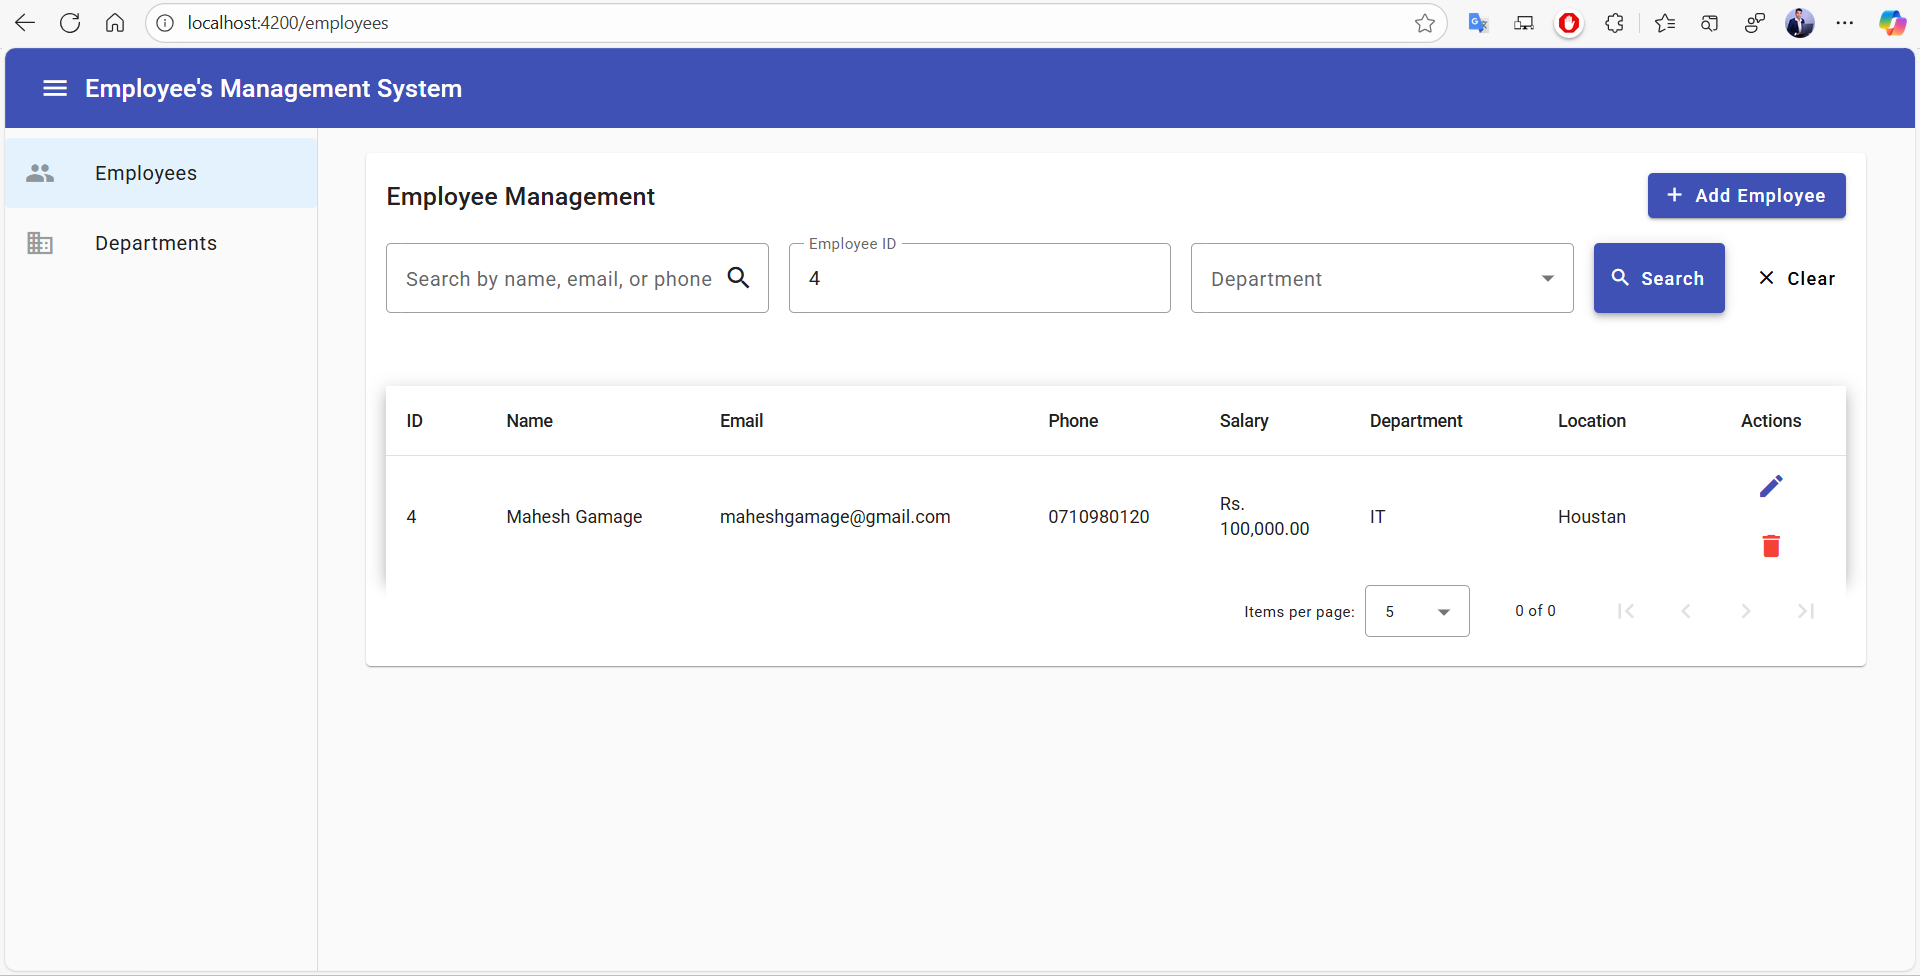 localhost:4200/employees
Employee's Management System
Employees
Departments
Employee Management
+ Add Employee
Search by name, email, or phone
Employee ID
4
Department
Search
Clear
ID Name Email Phone Salary Department Location Actions
4 Mahesh Gamage maheshgamage@gmail.com 0710980120 Rs. 100,000.00 IT Houstan
Items per page: 5 0 of 0